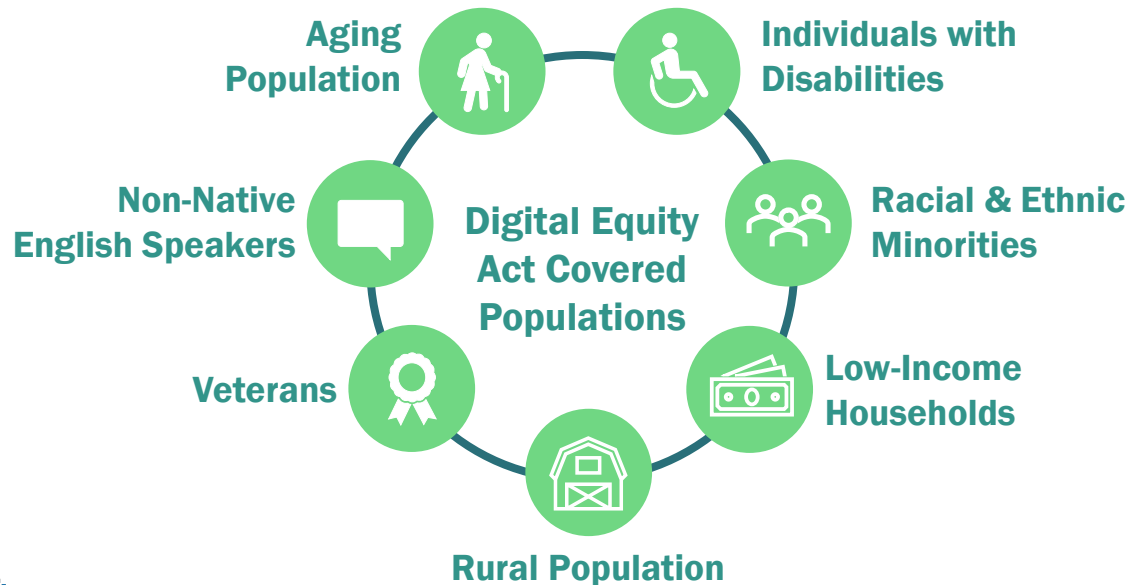 Aging
Population
Individuals with
Disabilities
Non-Native
English Speakers
Digital Equity
Act Covered
Populations
Racial & Ethnic
Minorities
Veterans
Low-Income
Households
Rural Population